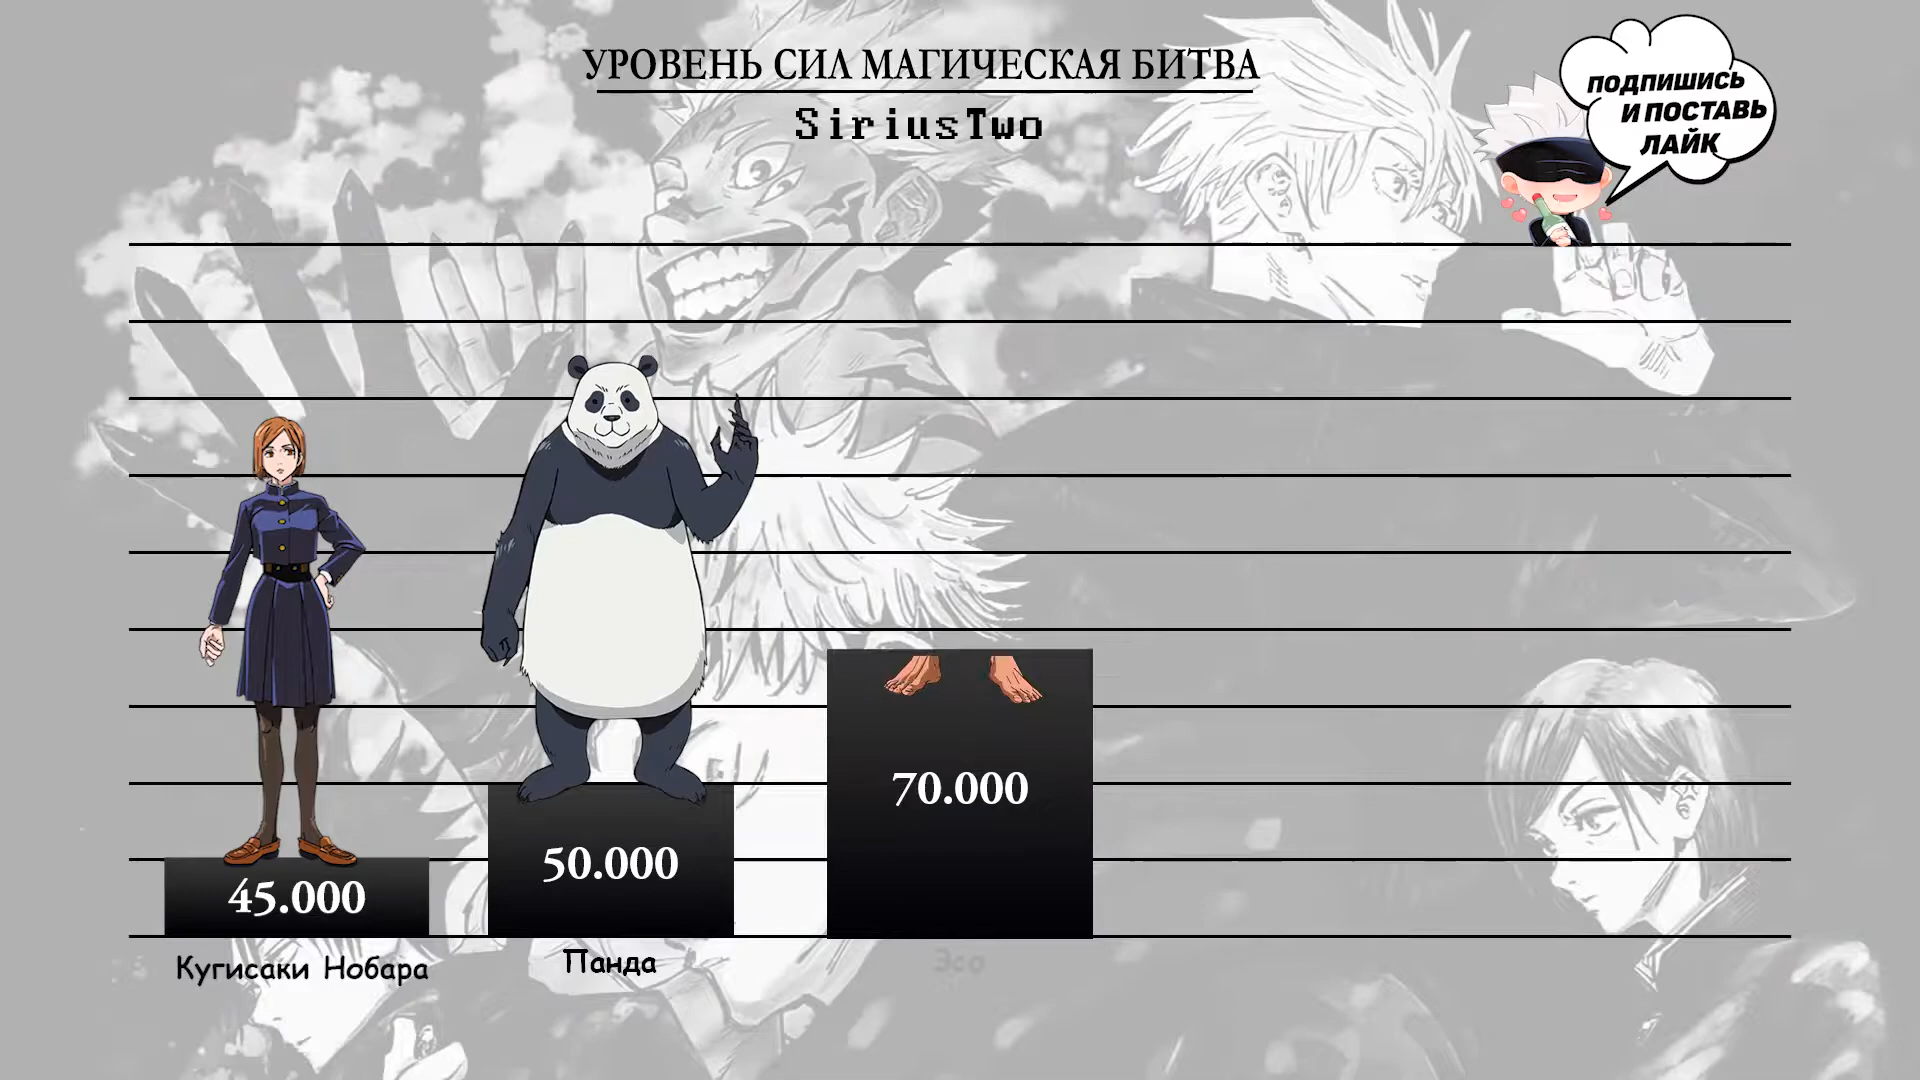 УРОВЕНЬ СИЛ МАГИЧЕСКАЯ БИТВА
SiriusTwo
ПОДПИШИСЬ
И ПОСТАВЬ
ЛАЙК
45.000
50.000
70.000
Кугисаки Нобара
Панда
Эсо